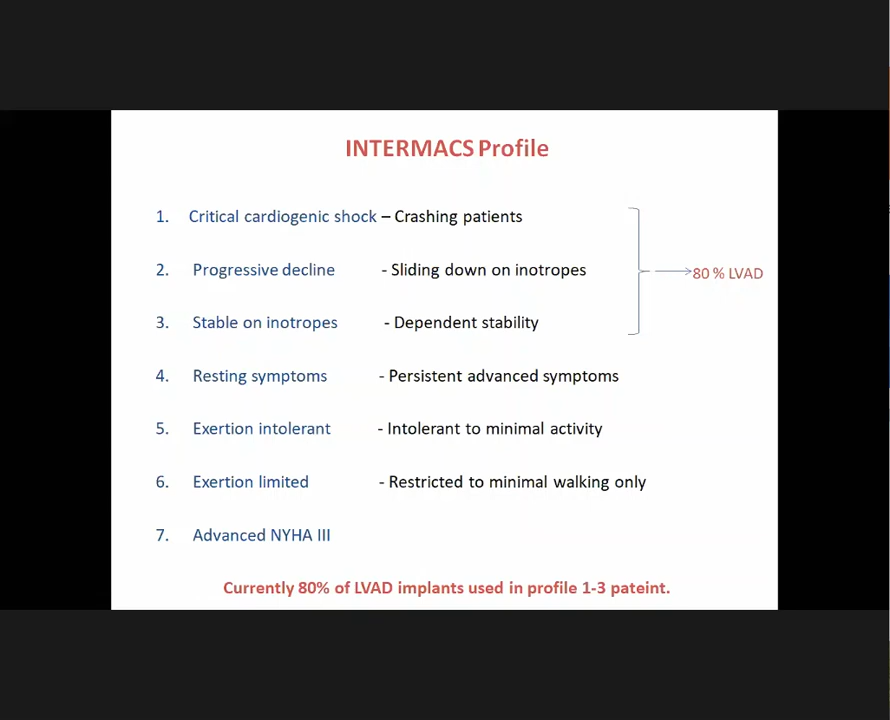 INTERMACS Profile
1. Critical cardiogenic shock – Crashing patients
2. Progressive decline - Sliding down on inotropes
80 % LVAD
3. Stable on inotropes - Dependent stability
4. Resting symptoms - Persistent advanced symptoms
5. Exertion intolerant - Intolerant to minimal activity
6. Exertion limited - Restricted to minimal walking only
7. Advanced NYHA III
Currently 80% of LVAD implants used in profile 1-3 pateint.